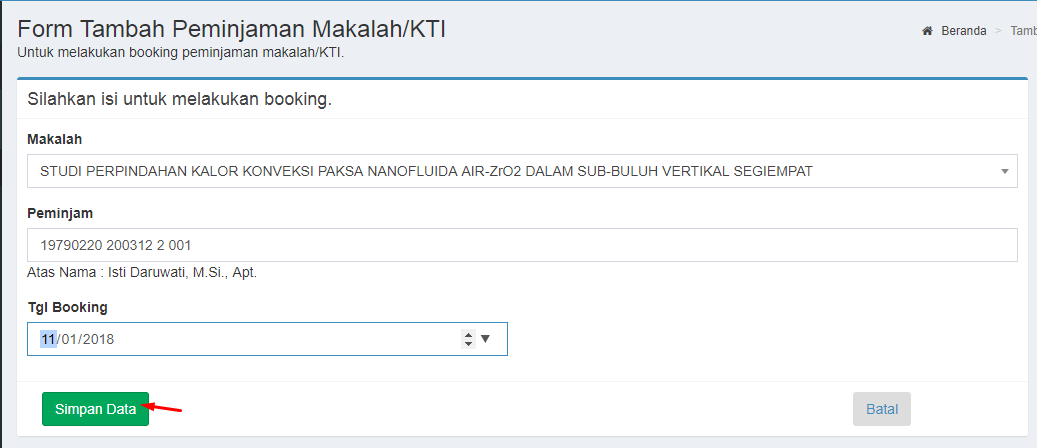 Form Tambah Peminjaman Makalah/KTI
Beranda > Tamb
Untuk melakukan booking peminjaman makalah/KTI.
Silahkan isi untuk melakukan booking.
Makalah
STUDI PERPINDAHAN KALOR KONVEKSI PAKSA NANOFLUIDA AIR-ZrO2 DALAM SUB-BULUH VERTIKAL SEGIEMPAT
Peminjam
19790220 200312 2 001
Atas Nama : Isti Daruwati, M.Si., Apt.
Tgl Booking
11/01/2018
Simpan Data
Batal